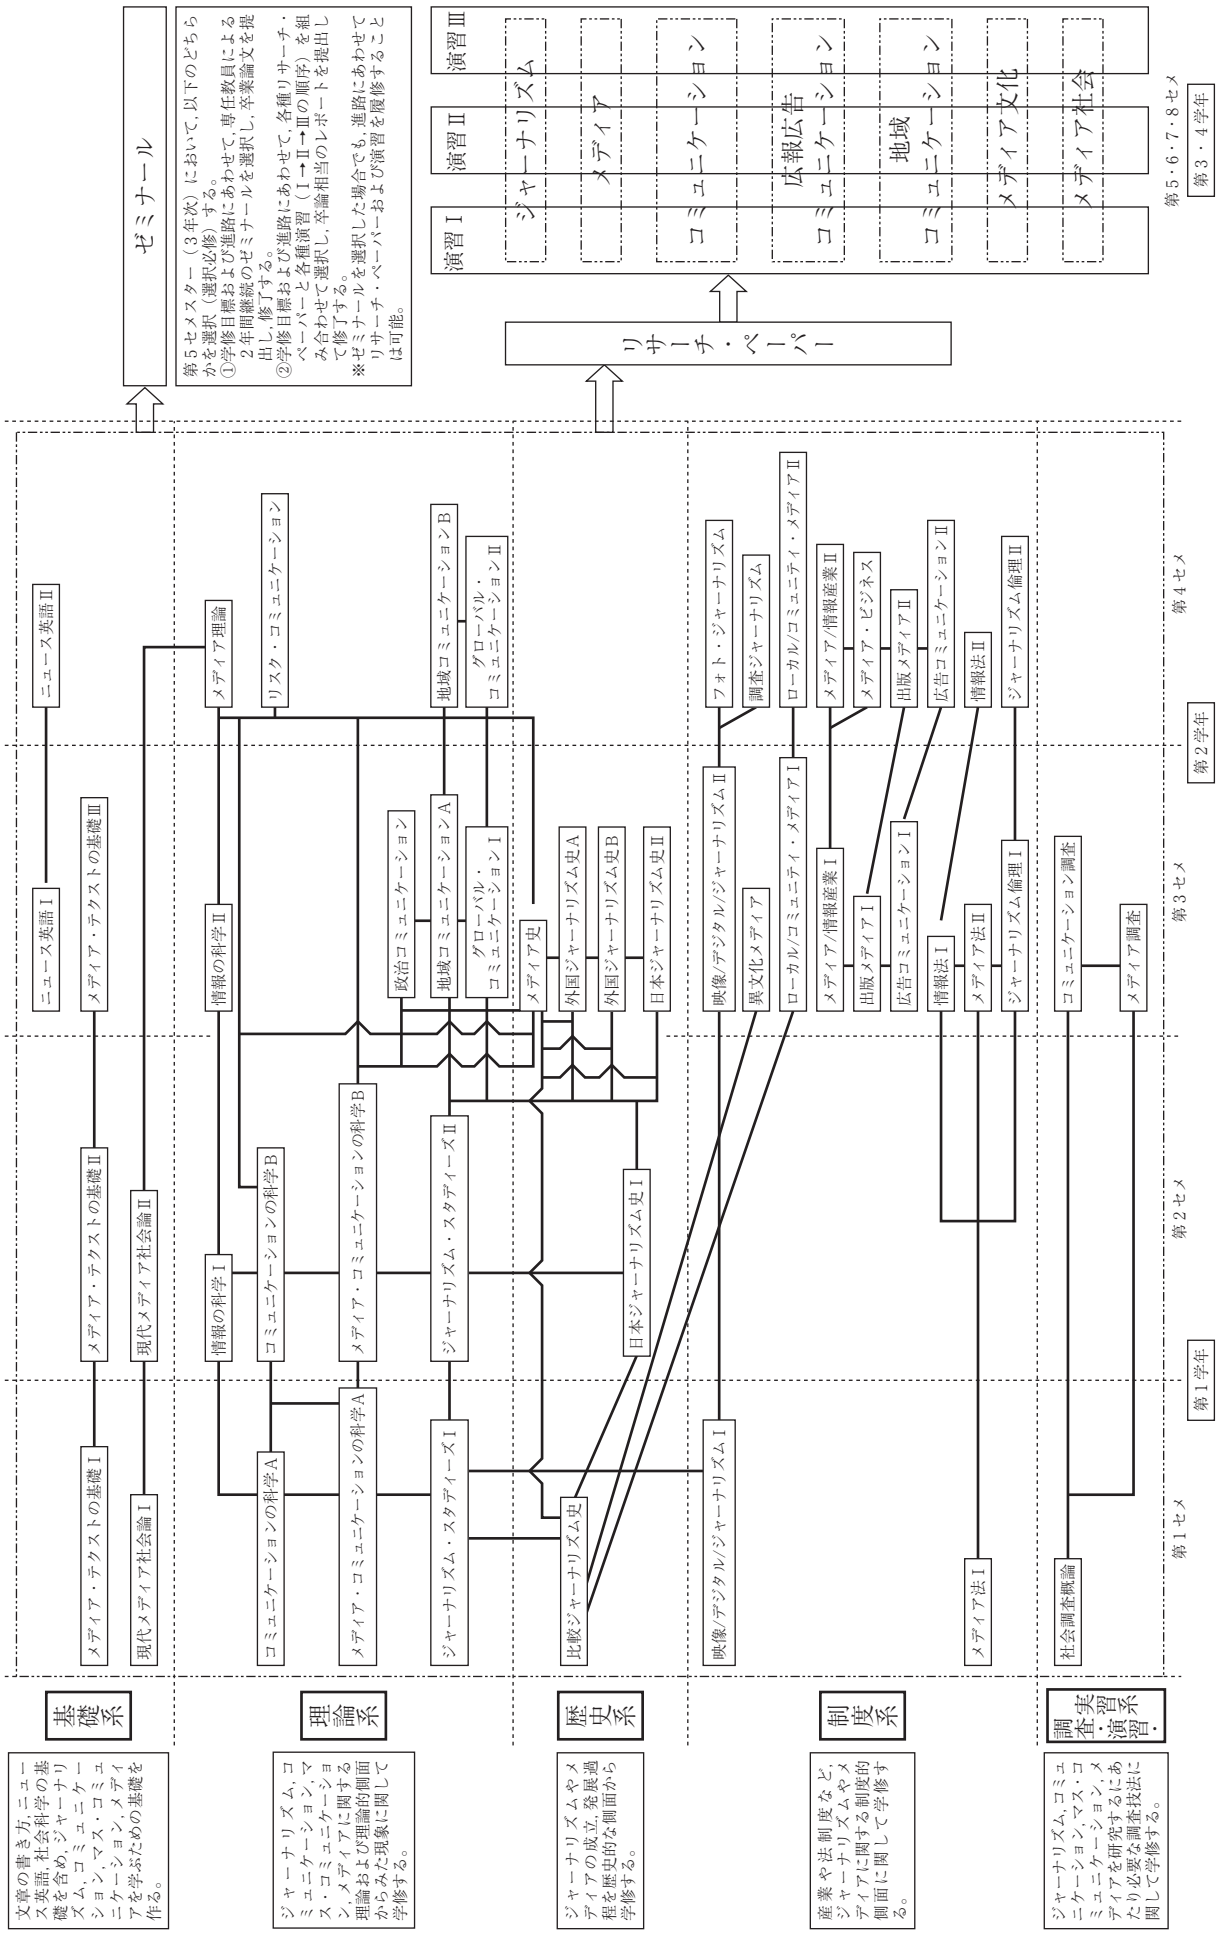 基礎系
文章の書き方,ニュー
ス英語,社会科学の基
礎を含め,ジャーナリ
ズム,コミュニケー
ション,マス・コミュ
ニケーション,メディ
アを学ぶための基礎を
作る。
メディア・テクストの基礎Ⅰ
現代メディア社会論Ⅰ
メディア・テクストの基礎Ⅱ
現代メディア社会論Ⅱ
ニュース英語Ⅰ
メディア・テクストの基礎Ⅲ
ニュース英語Ⅱ
理論系
ジャーナリズム,コ
ミュニケーション,マ
ス・コミュニケーショ
ン,メディアに関する
理論および理論的側面
からみた現象に関して
学修する。
コミュニケーションの科学A
メディア・コミュニケーションの科学A
ジャーナリズム・スタディーズⅠ
情報の科学Ⅰ
コミュニケーションの科学B
メディア・コミュニケーションの科学B
ジャーナリズム・スタディーズⅡ
情報の科学Ⅱ
政治コミュニケーション
地域コミュニケーションA
グローバル・
コミュニケーションⅠ
メディア理論
リスク・コミュニケーション
地域コミュニケーションB
グローバル・
コミュニケーションⅡ
歴史系
ジャーナリズムやメ
ディアの成立,発展過
程を歴史的な側面から
学修する。
比較ジャーナリズム史
日本ジャーナリズム史Ⅰ
メディア史
外国ジャーナリズム史A
外国ジャーナリズム史B
日本ジャーナリズム史Ⅱ
制度系
産業や法制度など,
ジャーナリズムやメ
ディアに関する制度的
側面に関して学修す
る。
映像/デジタル/ジャーナリズムⅠ
メディア法Ⅰ
映像/デジタル/ジャーナリズムⅡ
異文化メディア
ローカル/コミュニティ・メディアⅠ
メディア/情報産業Ⅰ
出版メディアⅠ
広告コミュニケーションⅠ
情報法Ⅰ
メディア法Ⅱ
ジャーナリズム倫理Ⅰ
フォト・ジャーナリズム
調査ジャーナリズム
ローカル/コミュニティ・メディアⅡ
メディア/情報産業Ⅱ
メディア・ビジネス
出版メディアⅡ
広告コミュニケーションⅡ
情報法Ⅱ
ジャーナリズム倫理Ⅱ
調査・演習・
実習系
ジャーナリズム,コミュ
ニケーション,マス・コ
ミュニケーション,メ
ディアを研究するにあ
たり必要な調査技法に
関して学修する。
社会調査概論
コミュニケーション調査
メディア調査
第1セメ
第2セメ
第3セメ
第4セメ
第5・6・7・8セメ
第1学年
第2学年
第3・4学年
ゼミナール
第5セメスター(3年次)において,以下のどちら
かを選択(選択必修)する。
①学修目標および進路にあわせて,専任教員による
2年間継続のゼミナールを選択し,卒業論文を提
出し,修了する。
②学修目標および進路にあわせて,各種リサーチ・
ペーパーと各種演習(Ⅰ→Ⅱ→Ⅲの順序)を組
み合わせて選択し,卒論相当のレポートを提出し
て修了する。
※ゼミナールを選択した場合でも,進路にあわせて
リサーチ・ペーパーおよび演習を履修すること
は可能。
リサーチ・ペーパー
演習Ⅰ
演習Ⅱ
演習Ⅲ
ジャーナリズム
メディア
コミュニケーション
広報広告
コミュニケーション
地域
コミュニケーション
メディア文化
メディア社会